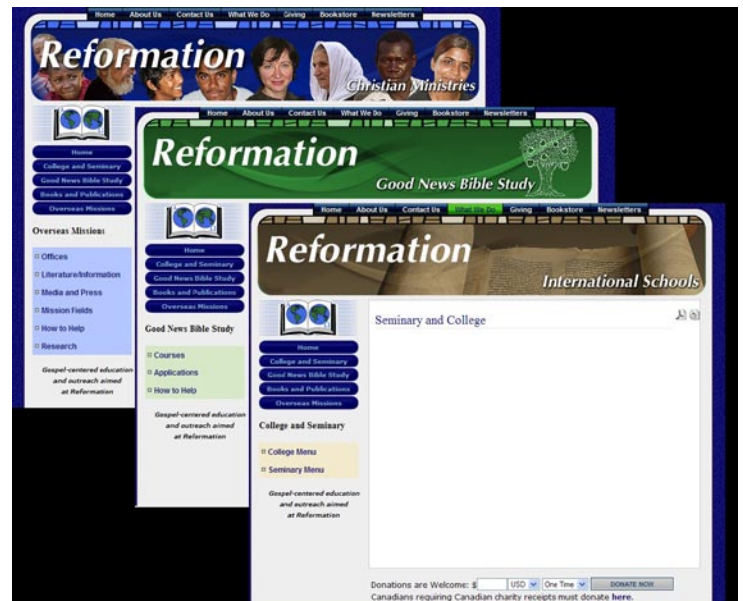 Home About Us Contact Us What We Do Giving Bookstore Newsletters
Reformation
Christian Ministries
Home
College and Seminary
Good News Bible Study
Books and Publications
Overseas Missions
Overseas Missions
Offices
Literature/Information
Media and Press
Mission Fields
How to Help
Research
Gospel-centered education
and outreach aimed
at Reformation
Home About Us Contact Us What We Do Giving Bookstore Newsletters
Reformation
Good News Bible Study
Home
College and Seminary
Good News Bible Study
Books and Publications
Overseas Missions
Good News Bible Study
Courses
Applications
How to Help
Gospel-centered education
and outreach aimed
at Reformation
Home About Us Contact Us What We Do Giving Bookstore Newsletters
Reformation
International Schools
Home
College and Seminary
Good News Bible Study
Books and Publications
Overseas Missions
College and Seminary
College Menu
Seminary Menu
Gospel-centered education
and outreach aimed
at Reformation
Seminary and College
Donations are Welcome: $ USD One Time DONATE NOW
Canadians requiring Canadian charity receipts must donate here.